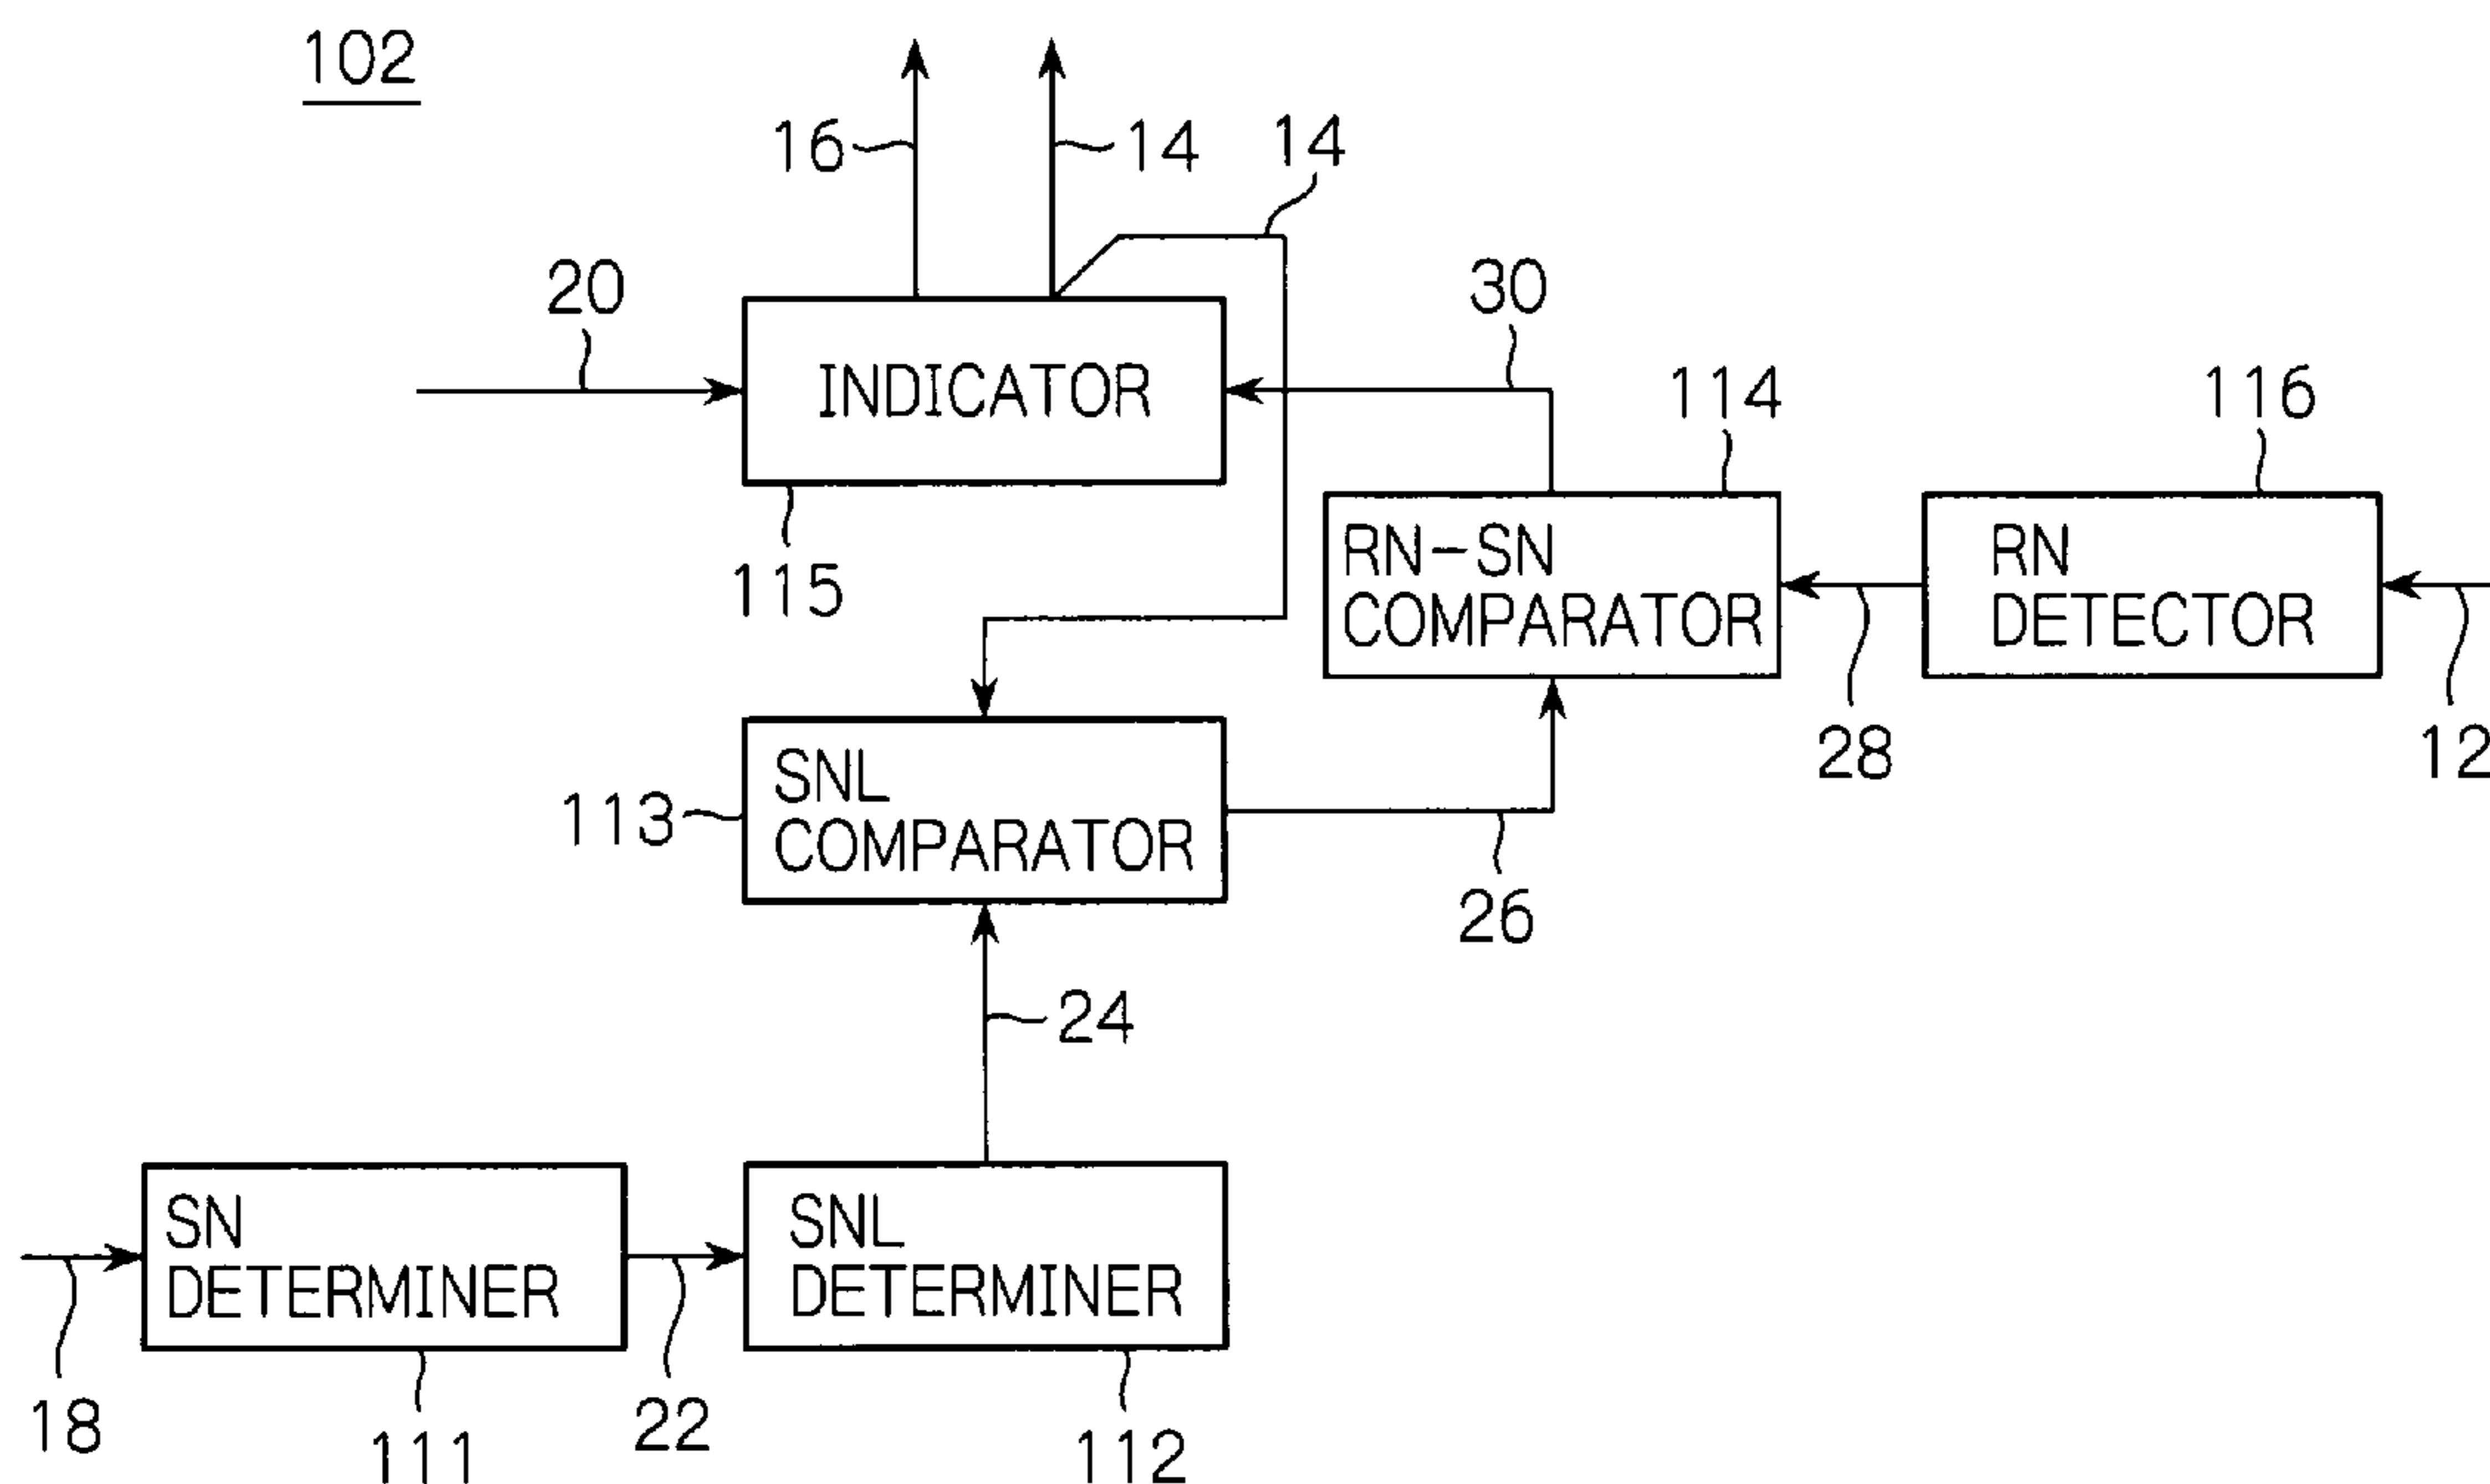 102
16
14
14
20
30
INDICATOR
114
116
115
RN-SN
COMPARATOR
RN
DETECTOR
28
12
SNL
COMPARATOR
113
26
24
SN
DETERMINER
SNL
DETERMINER
18
111
22
112